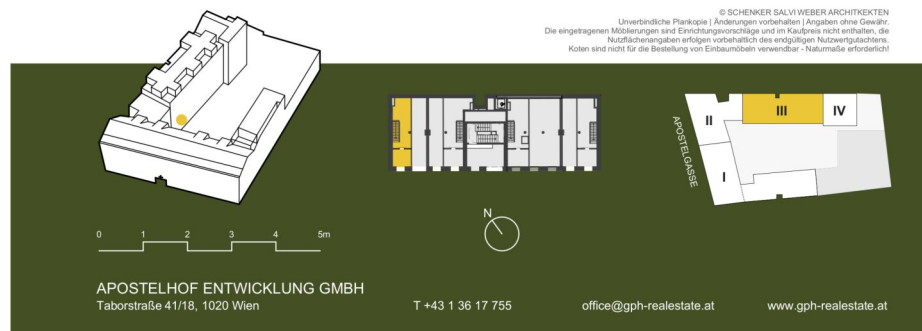 © SCHENKER SALVI WEBER ARCHITKEKTEN
Unverbindliche Plankopie | Änderungen vorbehalten | Angaben ohne Gewähr.
Die eingetragenen Möblierungen sind Einrichtungsvorschläge und im Kaufpreis nicht enthalten, die
Nutzflächenangaben erfolgen vorbehaltlich des endgültigen Nutzwertgutachtens.
Koten sind nicht für die Bestellung von Einbaumöbeln verwendbar - Naturmaße erforderlich!
II
III
IV
I
APOSTELGASSE
N
0 1 2 3 4 5m
APOSTELHOF ENTWICKLUNG GMBH
Taborstraße 41/18, 1020 Wien T +43 1 36 17 755 office@gph-realestate.at www.gph-realestate.at